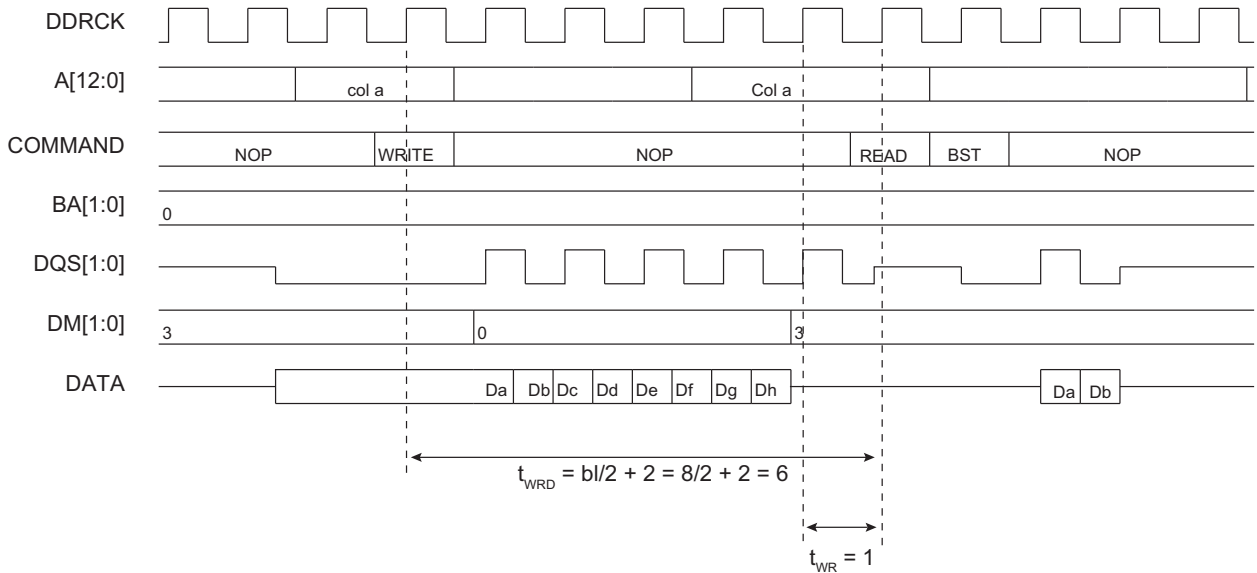 DDRCK
A[12:0] col a Col a
COMMAND NOP WRITE NOP READ BST NOP
BA[1:0] 0
DQS[1:0]
DM[1:0] 3 0 3
DATA Da Db Dc Dd De Df Dg Dh Da Db
tWRD = bl/2 + 2 = 8/2 + 2 = 6
tWR = 1